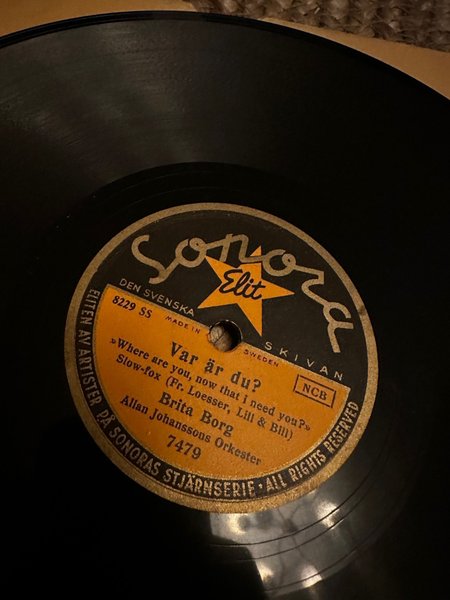 Sonora
Elit
DEN SVENSKA SKIVAN
8229 SS
MADE IN SWEDEN
NCB
Var är du?
»Where are you, now that i need you?»
Slow-fox (Fr. Loesser, Lill & Bill)
Brita Borg
Allan Johanssons Orkester
7479
ELITEN AV ARTISTER PÅ SONORAS STJÄRNSERIE · ALL RIGHTS RESERVED